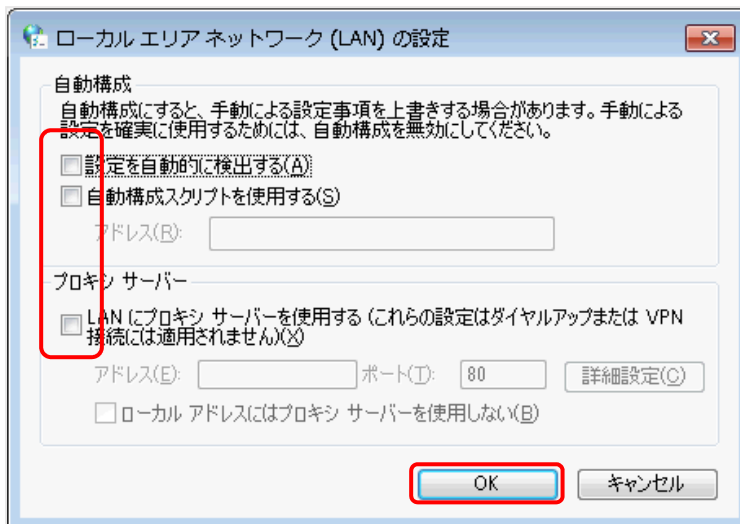 ローカル エリア ネットワーク (LAN) の設定
自動構成
自動構成にすると、手動による設定事項を上書きする場合があります。手動による
設定を確実に使用するためには、自動構成を無効にしてください。
設定を自動的に検出する(A)
自動構成スクリプトを使用する(S)
アドレス(R):
プロキシ サーバー
LAN にプロキシ サーバーを使用する (これらの設定はダイヤルアップまたは VPN
接続には適用されません)(X)
アドレス(E): ポート(T): 80 詳細設定(C)
ローカル アドレスにはプロキシ サーバーを使用しない(B)
OK キャンセル